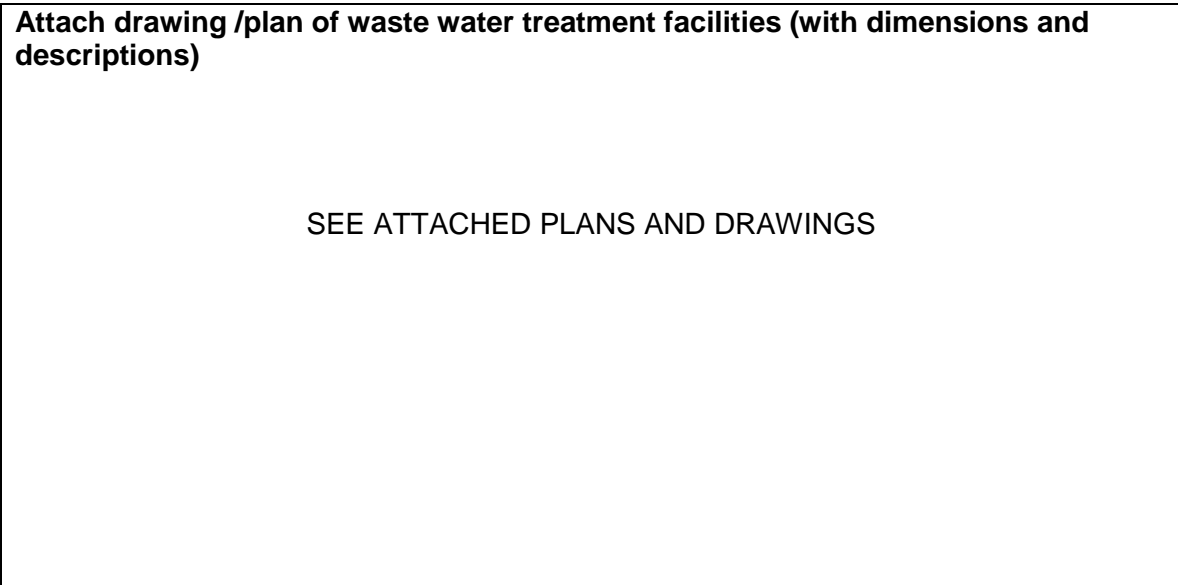 Attach drawing /plan of waste water treatment facilities (with dimensions and
descriptions)
SEE ATTACHED PLANS AND DRAWINGS